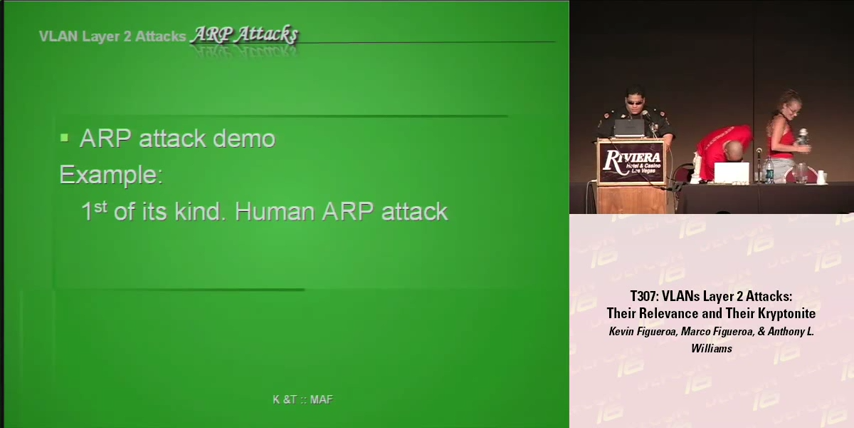 VLAN Layer 2 Attacks ARP Attacks
▪ ARP attack demo
Example:
1st of its kind. Human ARP attack
K &T :: MAF
RIVIERA
Hotel & Casino
Las Vegas
T307: VLANs Layer 2 Attacks:
Their Relevance and Their Kryptonite
Kevin Figueroa, Marco Figueroa, & Anthony L.
Williams